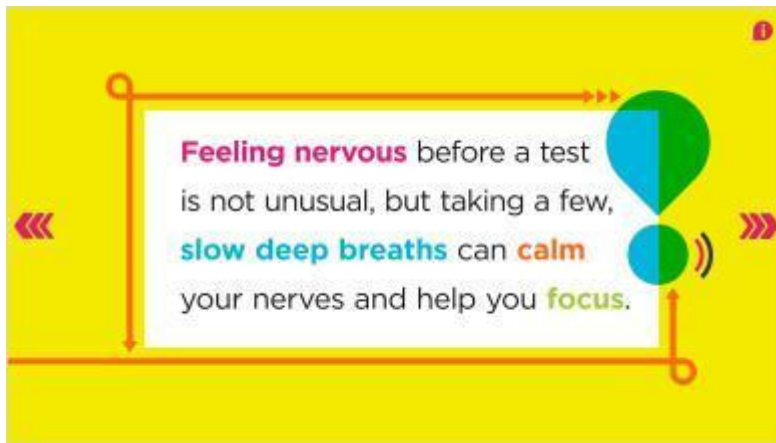 Feeling nervous before a test
is not unusual, but taking a few,
slow deep breaths can calm
your nerves and help you focus.